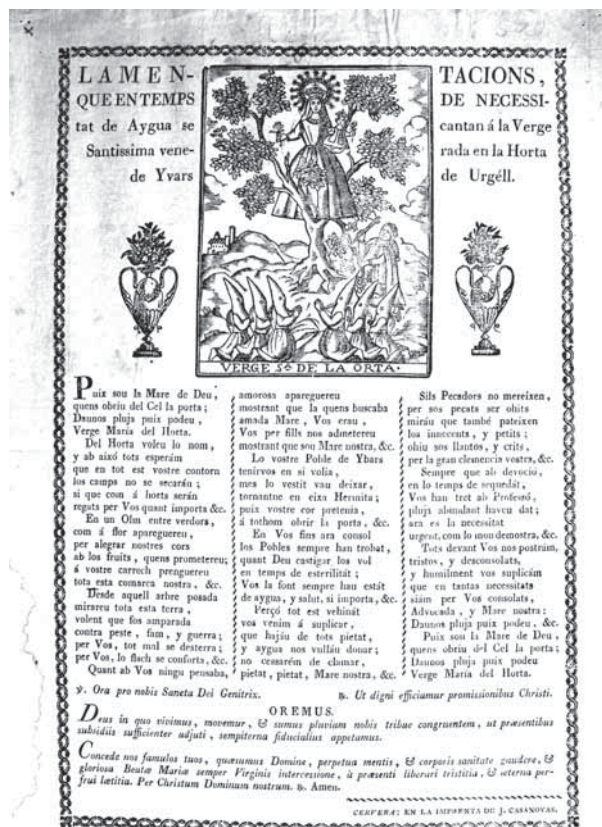 LAMEN-
QUE EN TEMPS
tat de Aygua se
Santissima vene-
de Yvars
TACIONS,
DE NECESSI-
cantan á la Verge
rada en la Horta
de Urgéll.
VERGE S.ª DE LA ORTA.
Puix sou la Mare de Deu,
quens obriu del Cel la porta;
Daunos pluja puix podeu,
Verge Maria del Horta.
Del Horta voleu lo nom,
y ab aixó tots esperám
que en tot est vostre contorn
los camps no se secarán;
si que com á horts serán
regats per Vos quant importa &c.
En un Olm entre verdors,
com á flor apareguereu,
per alegrar nostres cors
ab los fruits, quens prometereu;
á vostre carrech prenguereu
tota esta comarca nostra, &c.
Desde aquell arbre posada
mirareu tota esta terra,
volent que fos amparada
contra peste, fam, y guerra;
per Vos, tot mal se desterra;
per Vos, lo flach se conforta, &c.
Quant ab Vos ningu pensaba,
amorosa apareguereu
mostrant que la quens buscaba
amada Mare, Vos erau,
Vos per fills nos admetereu
mostrant que sou Mare nostra, &c.
Lo vostre Poble de Ybars
tenirvos en si volia,
mes lo vestit vau deixar,
tornantne en eixa Hermita;
puix vostre cor pretenia,
á tothom obrir la porta, &c.
En Vos fins ara consol
los Pobles sempre han trobat,
quant Deu castigar los vol
en temps de esterilitat;
Vos la font sempre hau estát
de aygua, y salut, si importa, &c.
Perçó tot est vehinát
vos venim á suplicar,
que hajáu de tots pietat,
y aygua nos vulláu donar;
no cessarém de clamar,
pietat, pietat, Mare nostra, &c.
Sils Pecadors no mereixen,
per sos pecats ser ohits
miráu que també pateixen
los innocents, y petits;
ohiu sos llantos, y crits,
per la gran clemencia vostra, &c.
Sempre que ab devoció,
en lo temps de sequedát,
Vos han tret ab Professó,
pluja abundant haveu dat;
ara es la necessitat
urgent, com lo mon demostra, &c.
Tots devant Vos nos postrám,
tristos, y desconsolats,
y humilment vos suplicám
que en tantas necessitats
siám per Vos consolats,
Advocada, y Mare nostra:
Daunos pluja puix podeu, &c.
Puix sou la Mare de Deu,
quens obriu del Cel la porta;
Daunos pluja puix podeu
Verge Maria del Horta.
℣. Ora pro nobis Sancta Dei Genitrix.
℟. Ut digni efficiamur promissionibus Christi.
OREMUS.
Deus in quo vivimus, movemur, & sumus pluviam nobis tribue congruentem, ut præsentibus
subsidiis sufficienter adjuti, sempiterna fiducialius appetamus.
Concede nos famulos tuos, quæsumus Domine, perpetua mentis, & corporis sanitate gaudere, &
gloriosa Beatæ Mariæ semper Virginis intercessione, à præsenti liberari tristitia, & æterna per-
frui lætitia. Per Christum Dominum nostrum. ℟. Amen.
CERVERA: EN LA IMPRENTA DE J. CASANOVAS.